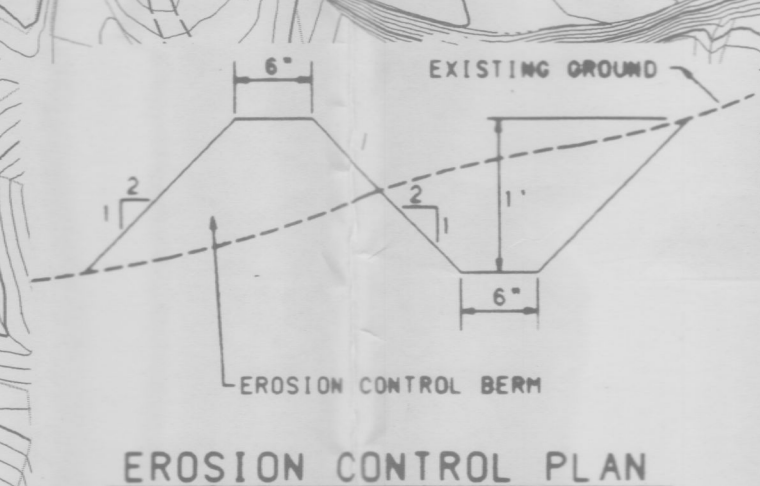 6"
EXISTING GROUND
2
1
2
1
1'
6"
EROSION CONTROL BERM
EROSION CONTROL PLAN